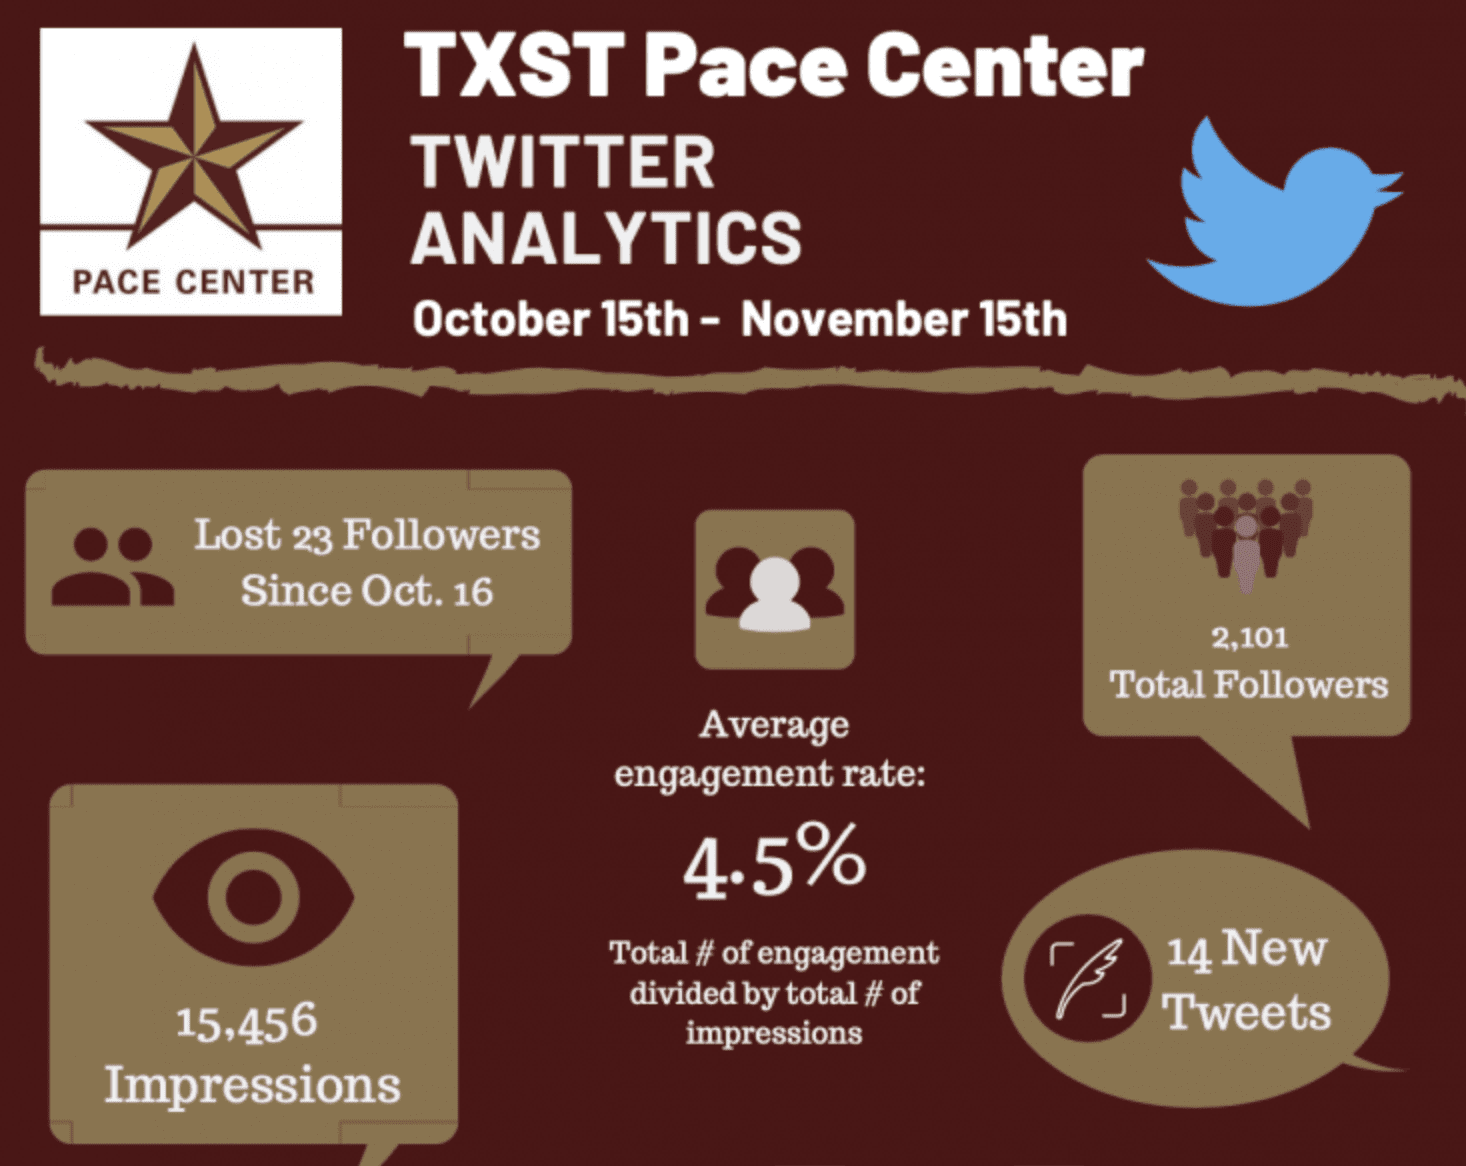 PACE CENTER
TXST Pace Center
TWITTER
ANALYTICS
October 15th - November 15th
Lost 23 Followers
Since Oct. 16
Average
engagement rate:
4.5%
Total # of engagement
divided by total # of
impressions
2,101
Total Followers
15,456
Impressions
14 New
Tweets